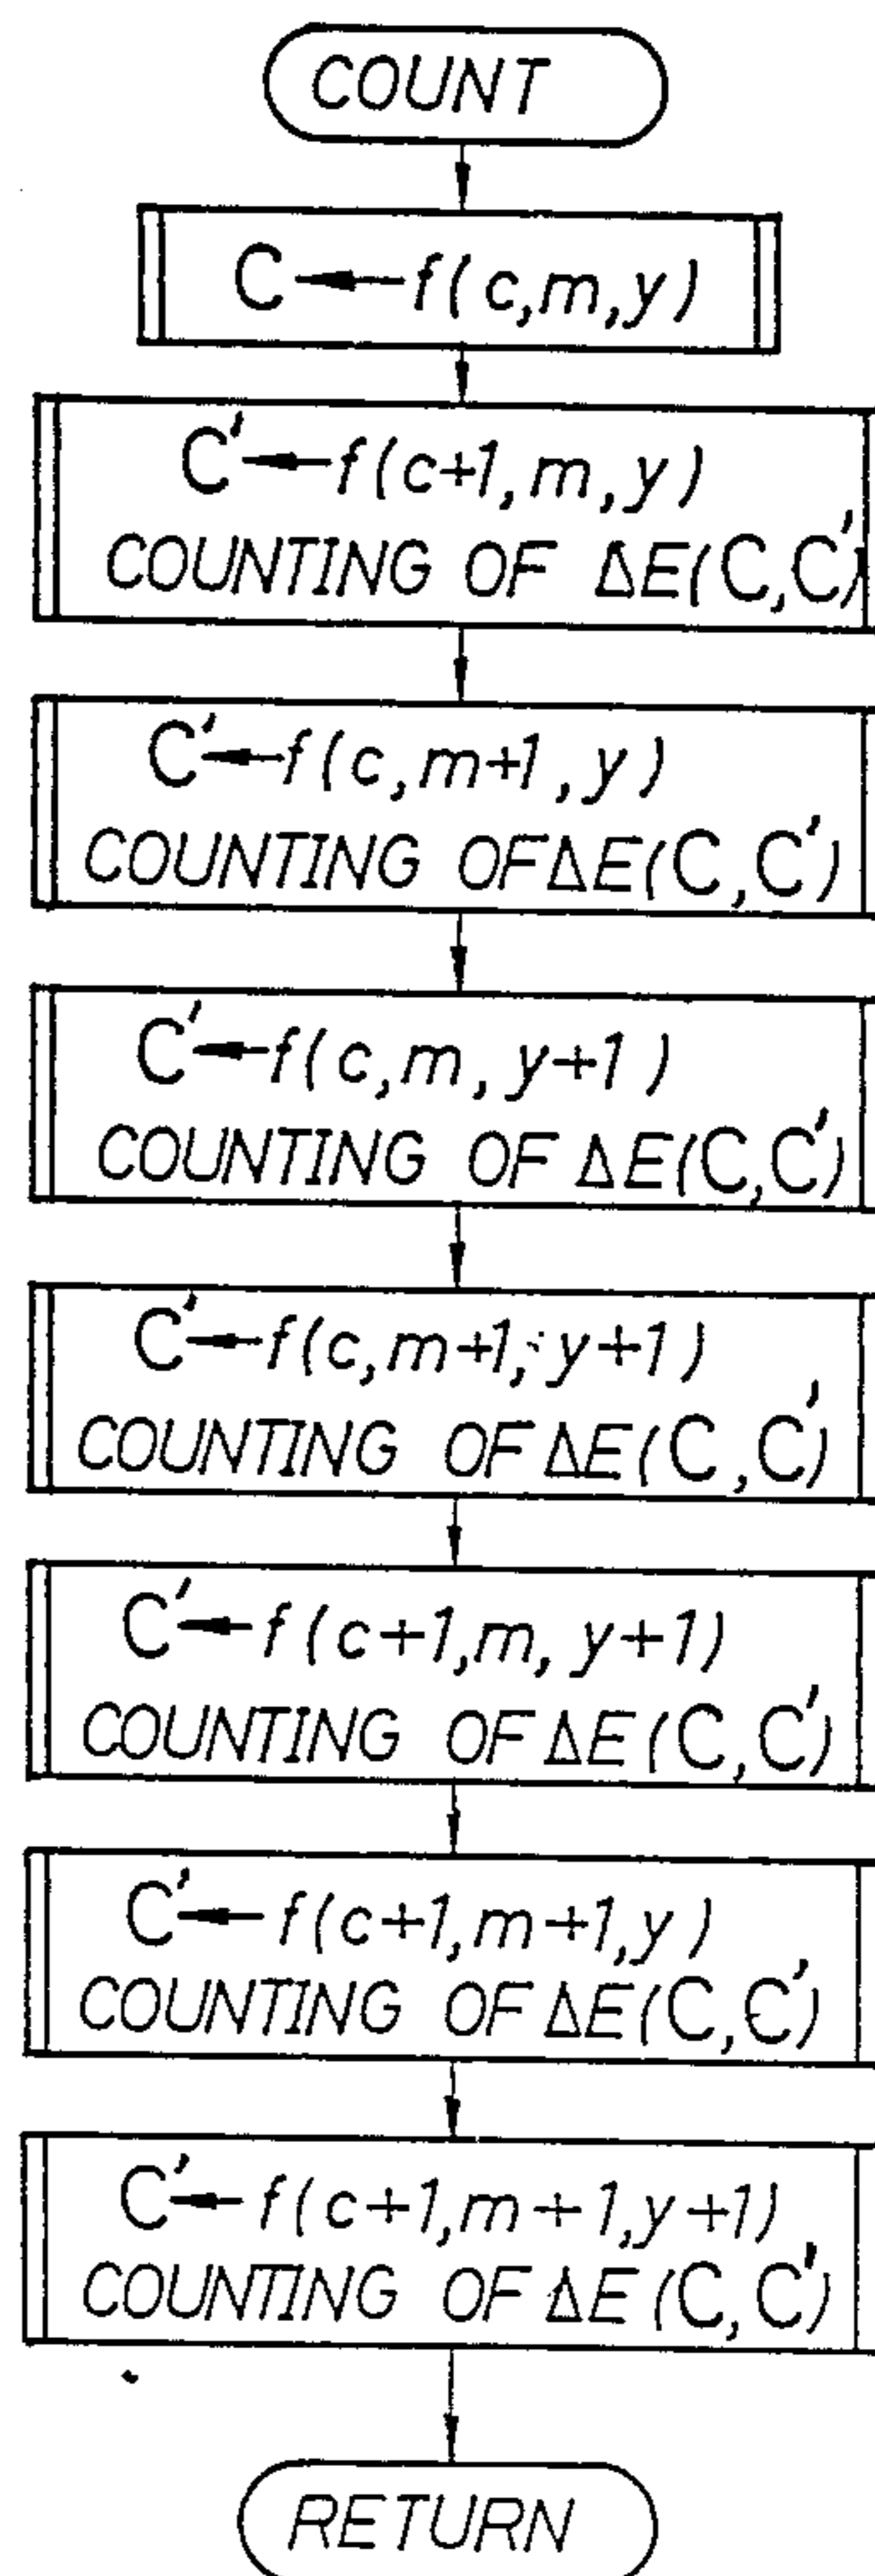 COUNT
C ← f(c,m,y)
C' ← f(c+1,m,y)
COUNTING OF ΔE(C,C')
C' ← f(c,m+1,y)
COUNTING OF ΔE(C,C')
C' ← f(c,m,y+1)
COUNTING OF ΔE(C,C')
C' ← f(c,m+1,y+1)
COUNTING OF ΔE(C,C')
C' ← f(c+1,m,y+1)
COUNTING OF ΔE(C,C')
C' ← f(c+1,m+1,y)
COUNTING OF ΔE(C,C')
C' ← f(c+1,m+1,y+1)
COUNTING OF ΔE(C,C')
RETURN